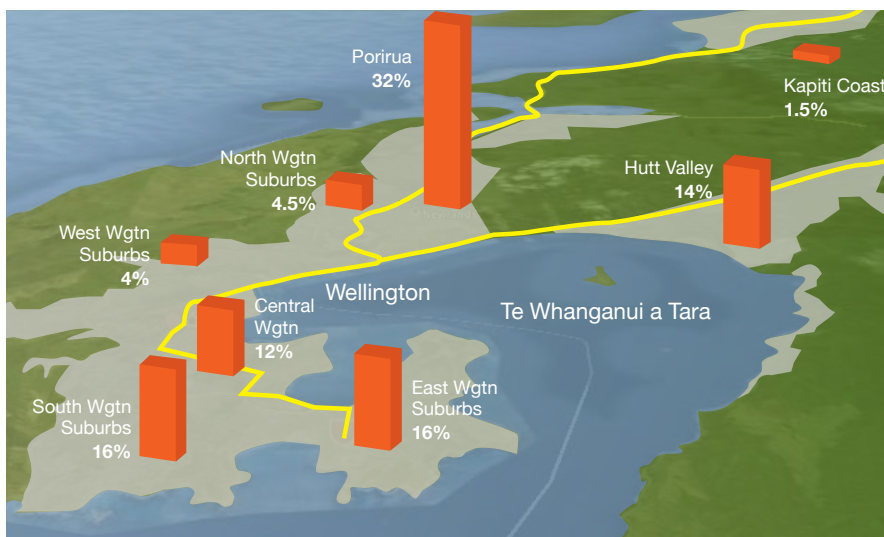 Porirua
32%
Kapiti Coast
1.5%
North Wgtn
Suburbs
4.5%
Hutt Valley
14%
West Wgtn
Suburbs
4%
Wellington
Te Whanganui a Tara
Central
Wgtn
12%
South Wgtn
Suburbs
16%
East Wgtn
Suburbs
16%